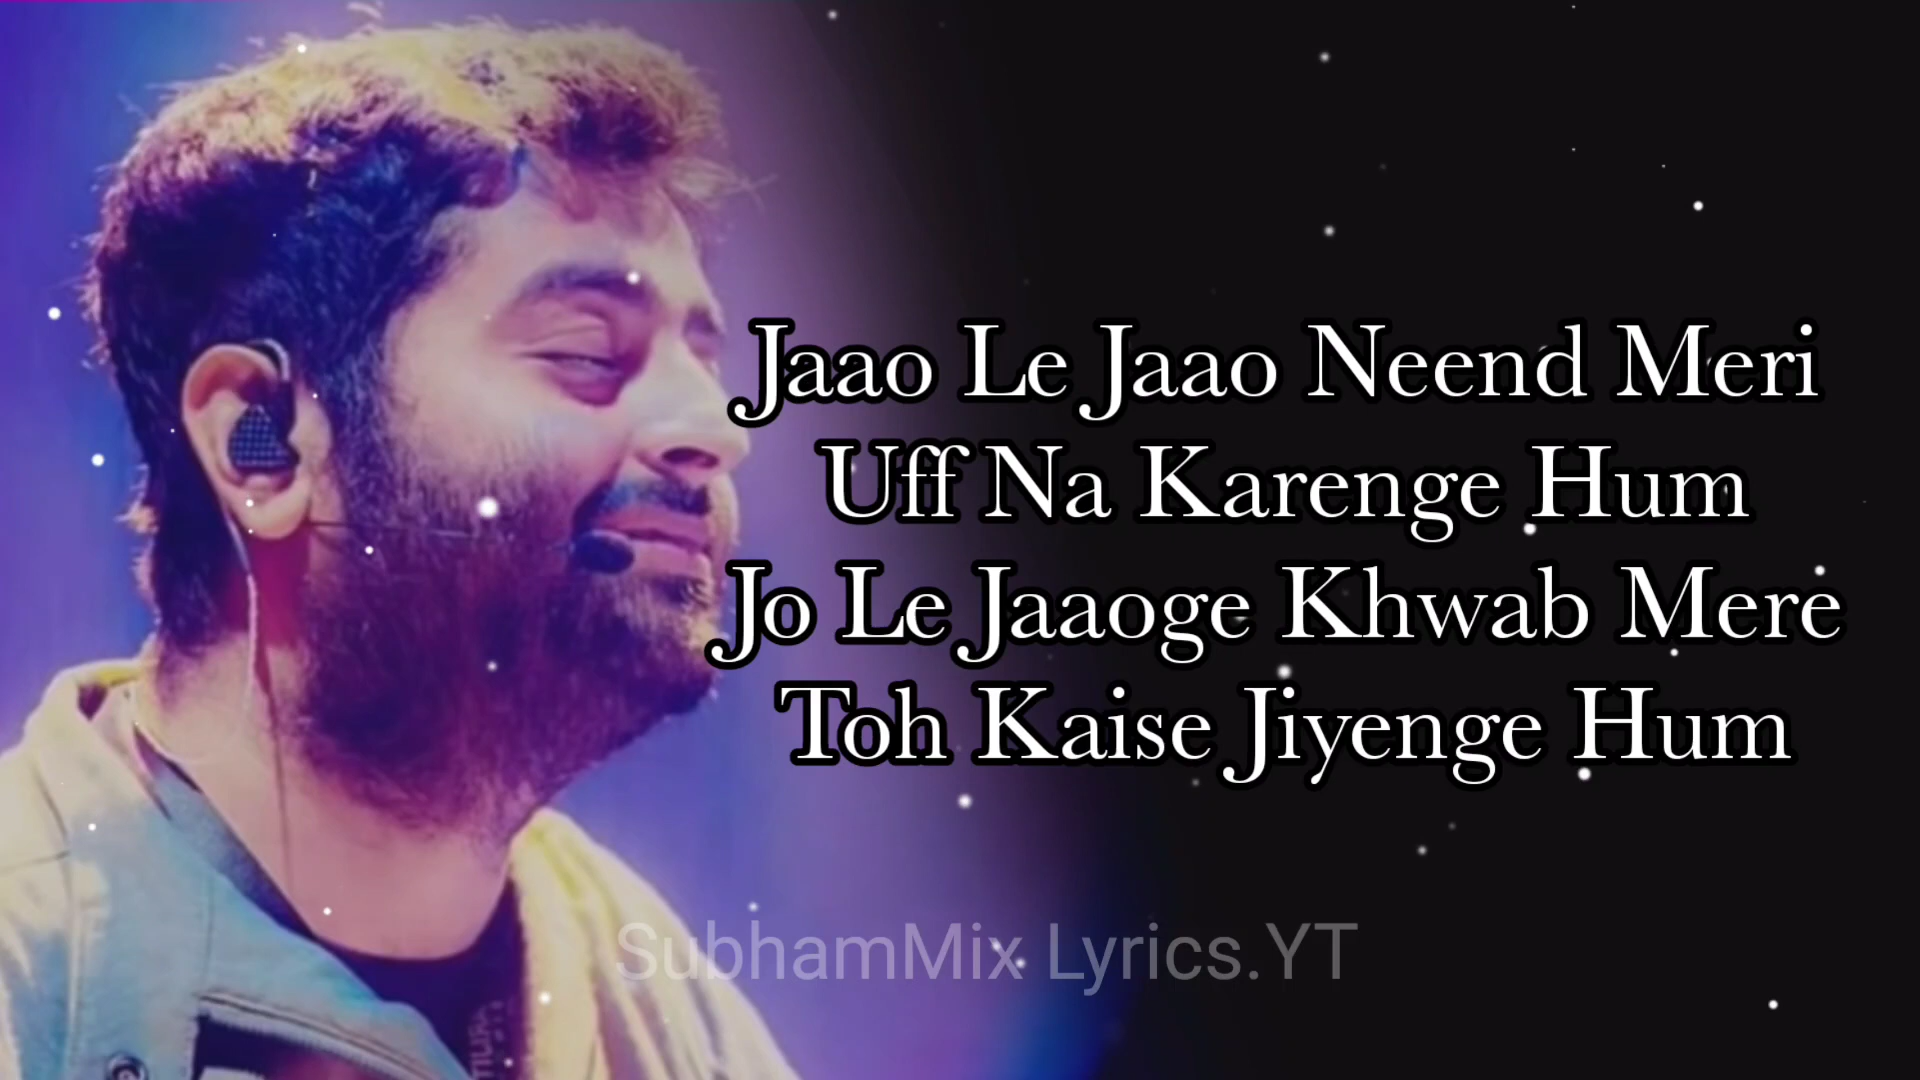 Jaao Le Jaao Neend Meri
Uff Na Karenge Hum
Jo Le Jaaoge Khwab Mere
Toh Kaise Jiyenge Hum
SubhamMix Lyrics.YT